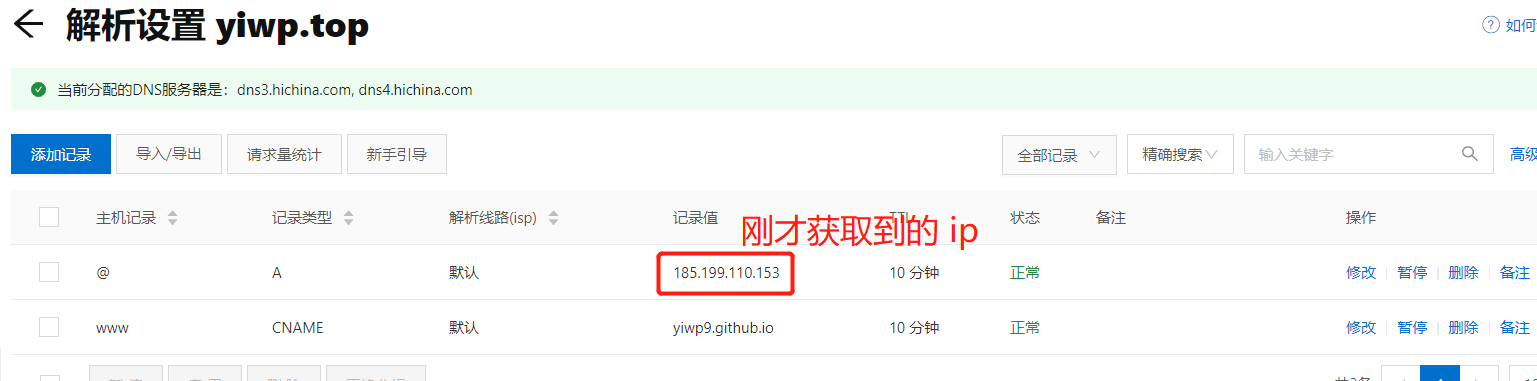 解析设置 yiwp.top
? 如何
当前分配的DNS服务器是：dns3.hichina.com, dns4.hichina.com
添加记录 导入/导出 请求量统计 新手引导 全部记录 精确搜索 输入关键字 高级
主机记录 记录类型 解析线路(isp) 记录值 TTL 状态 备注 操作
刚才获取到的 ip
@ A 默认 185.199.110.153 10 分钟 正常 修改 暂停 删除 备注
www CNAME 默认 yiwp9.github.io 10 分钟 正常 修改 暂停 删除 备注